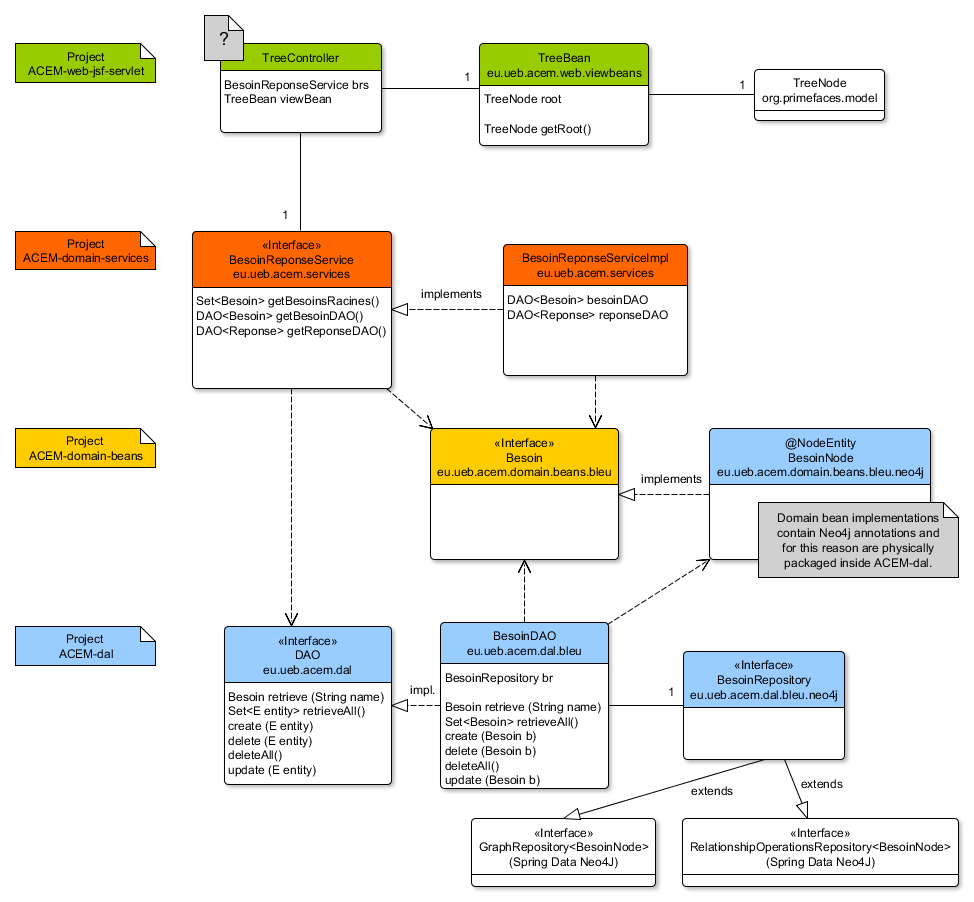 Project
ACEM-web-jsf-servlet
?
TreeController
BesoinReponseService brs
TreeBean viewBean
1
TreeBean
eu.ueb.acem.web.viewbeans
TreeNode root
TreeNode getRoot()
1
TreeNode
org.primefaces.model
1
Project
ACEM-domain-services
«Interface»
BesoinReponseService
eu.ueb.acem.services
Set<Besoin> getBesoinsRacines()
DAO<Besoin> getBesoinDAO()
DAO<Reponse> getReponseDAO()
implements
BesoinReponseServiceImpl
eu.ueb.acem.services
DAO<Besoin> besoinDAO
DAO<Reponse> reponseDAO
Project
ACEM-domain-beans
«Interface»
Besoin
eu.ueb.acem.domain.beans.bleu
implements
@NodeEntity
BesoinNode
eu.ueb.acem.domain.beans.bleu.neo4j
Domain bean implementations
contain Neo4j annotations and
for this reason are physically
packaged inside ACEM-dal.
Project
ACEM-dal
«Interface»
DAO
eu.ueb.acem.dal
Besoin retrieve (String name)
Set<E entity> retrieveAll()
create (E entity)
delete (E entity)
deleteAll()
update (E entity)
impl.
BesoinDAO
eu.ueb.acem.dal.bleu
BesoinRepository br
Besoin retrieve (String name)
Set<Besoin> retrieveAll()
create (Besoin b)
delete (Besoin b)
deleteAll()
update (Besoin b)
1
«Interface»
BesoinRepository
eu.ueb.acem.dal.bleu.neo4j
extends
extends
«Interface»
GraphRepository<BesoinNode>
(Spring Data Neo4J)
«Interface»
RelationshipOperationsRepository<BesoinNode>
(Spring Data Neo4J)